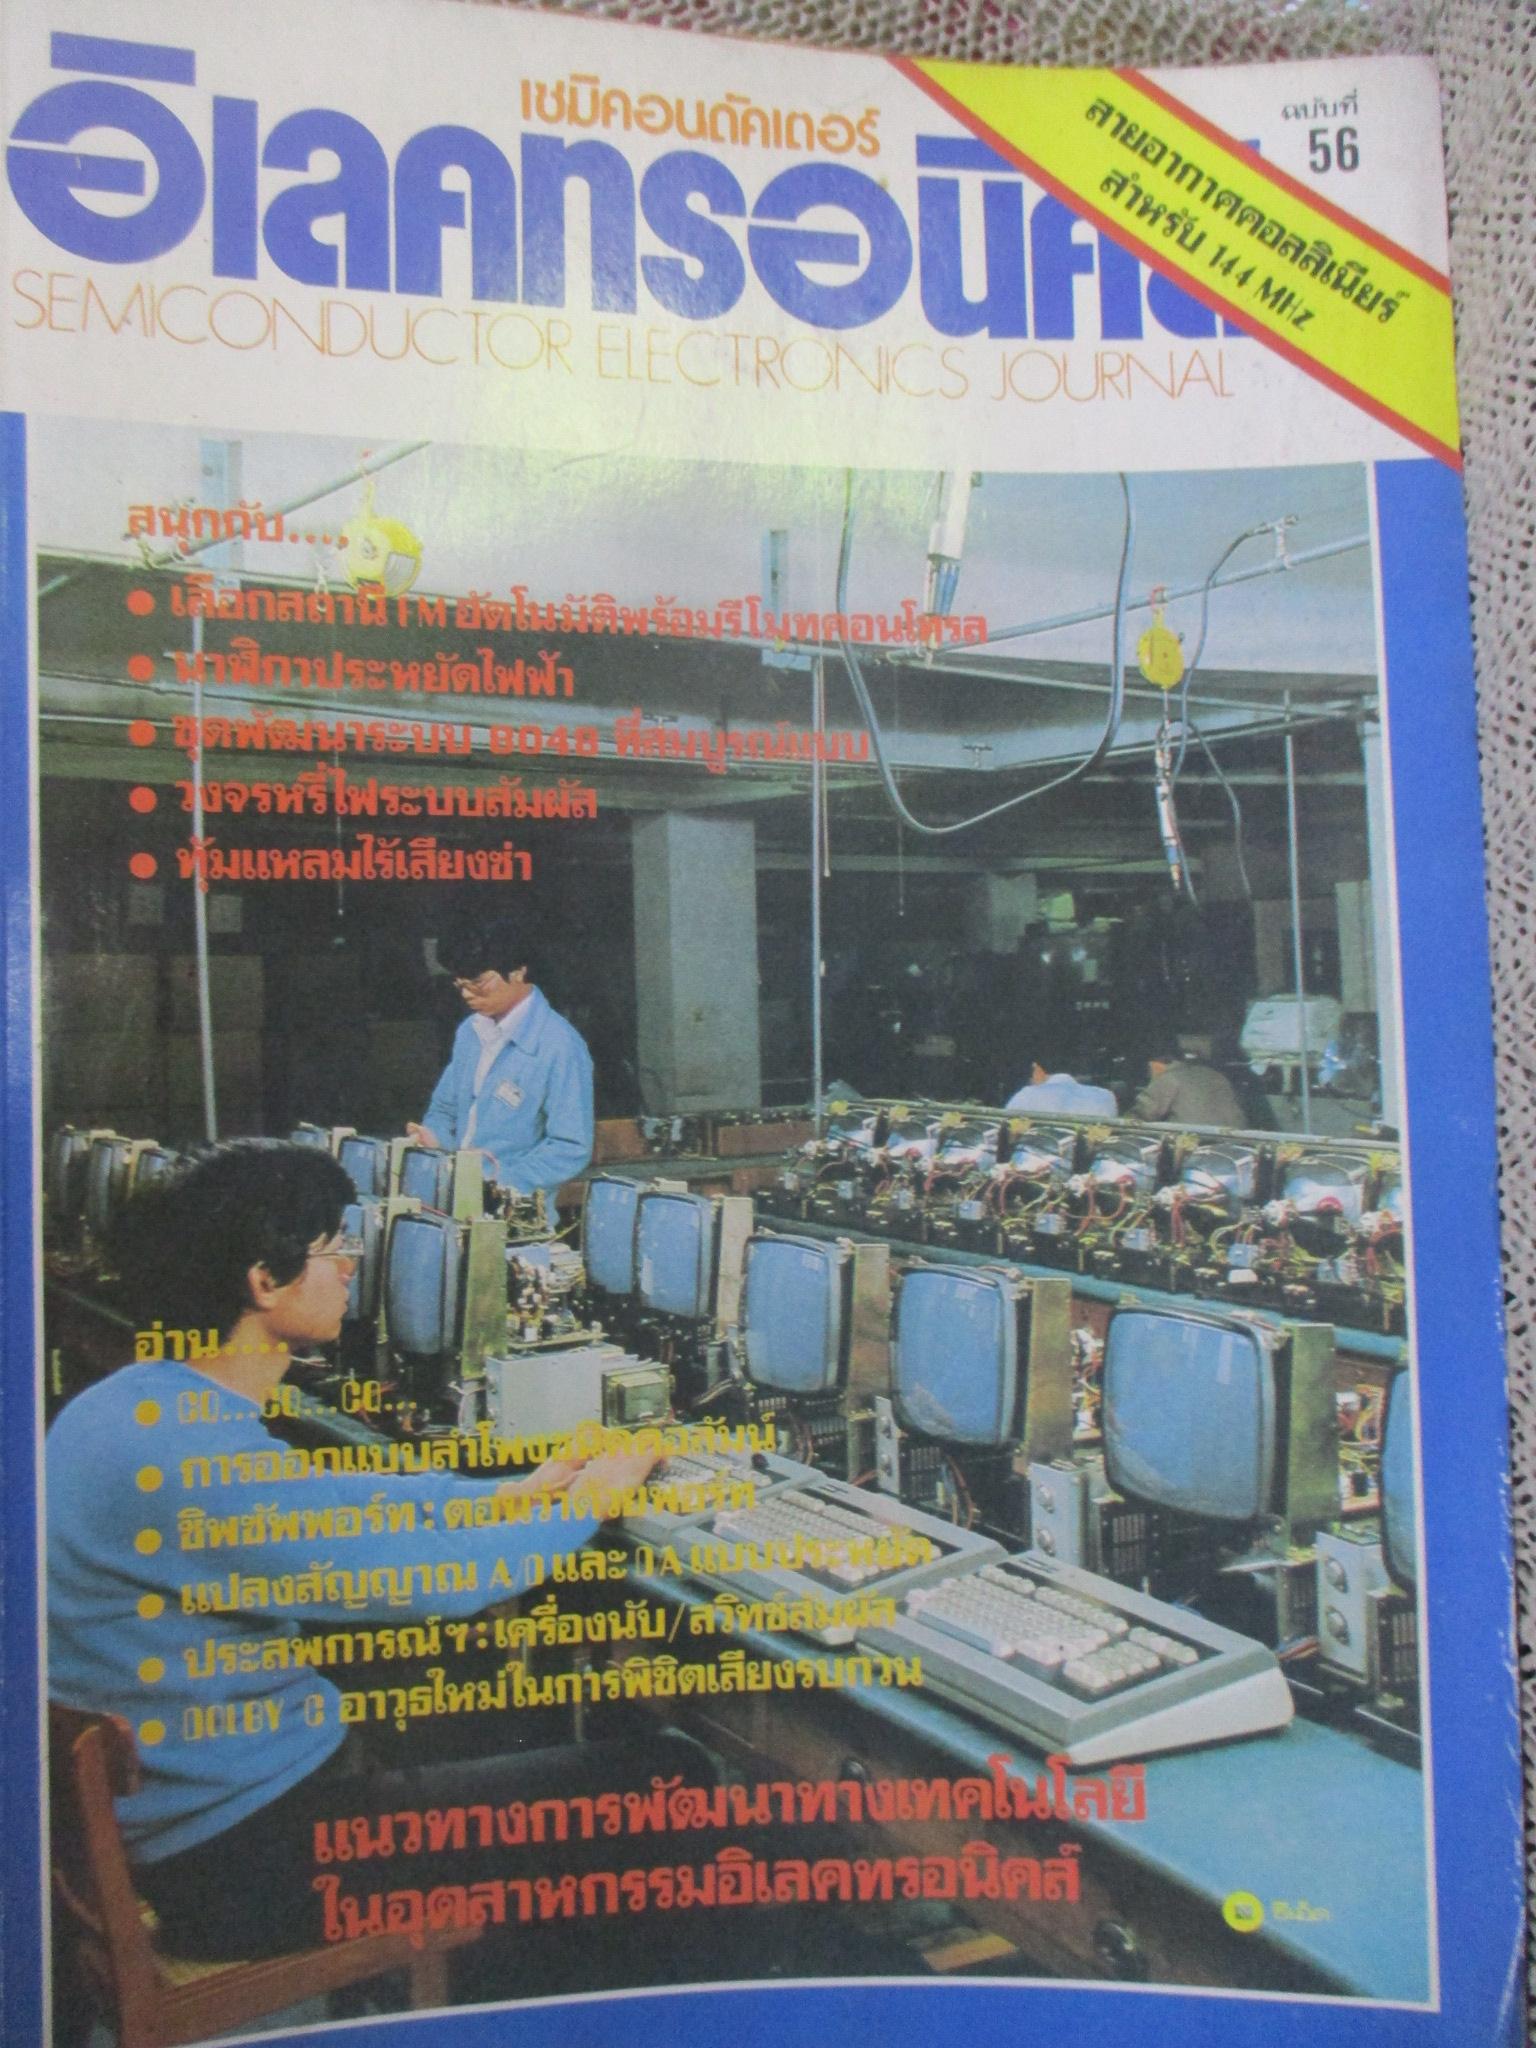 เซมิคอนดัคเตอร์
อิเลคทรอนิคส์
SEMICONDUCTOR ELECTRONICS JOURNAL
ฉบับที่
56
สายอากาศคอลลิเนียร์
สำหรับ 144 MHz
สนุกกับ....
● เลือกสถานี FM อัตโนมัติพร้อมรีโมทคอนโทรล
● นาฬิกาประหยัดไฟฟ้า
● ชุดพัฒนาระบบ 8048 ที่สมบูรณ์แบบ
● วงจรหรี่ไฟระบบสัมผัส
● ทุ้มแหลมไร้เสียงซ่า
อ่าน....
● CQ...CQ...CQ...
● การออกแบบลำโพงชนิดคอลัมน์
● ชิพซัพพอร์ท : ตอนว่าด้วยพอร์ท
● แปลงสัญญาณ A/D และ D/A แบบประหยัด
● ประสพการณ์ฯ : เครื่องนับ/สวิทช์สัมผัส
● DOLBY C อาวุธใหม่ในการพิชิตเสียงรบกวน
แนวทางการพัฒนาทางเทคโนโลยี
ในอุตสาหกรรมอิเลคทรอนิคส์
ซีเอ็ด